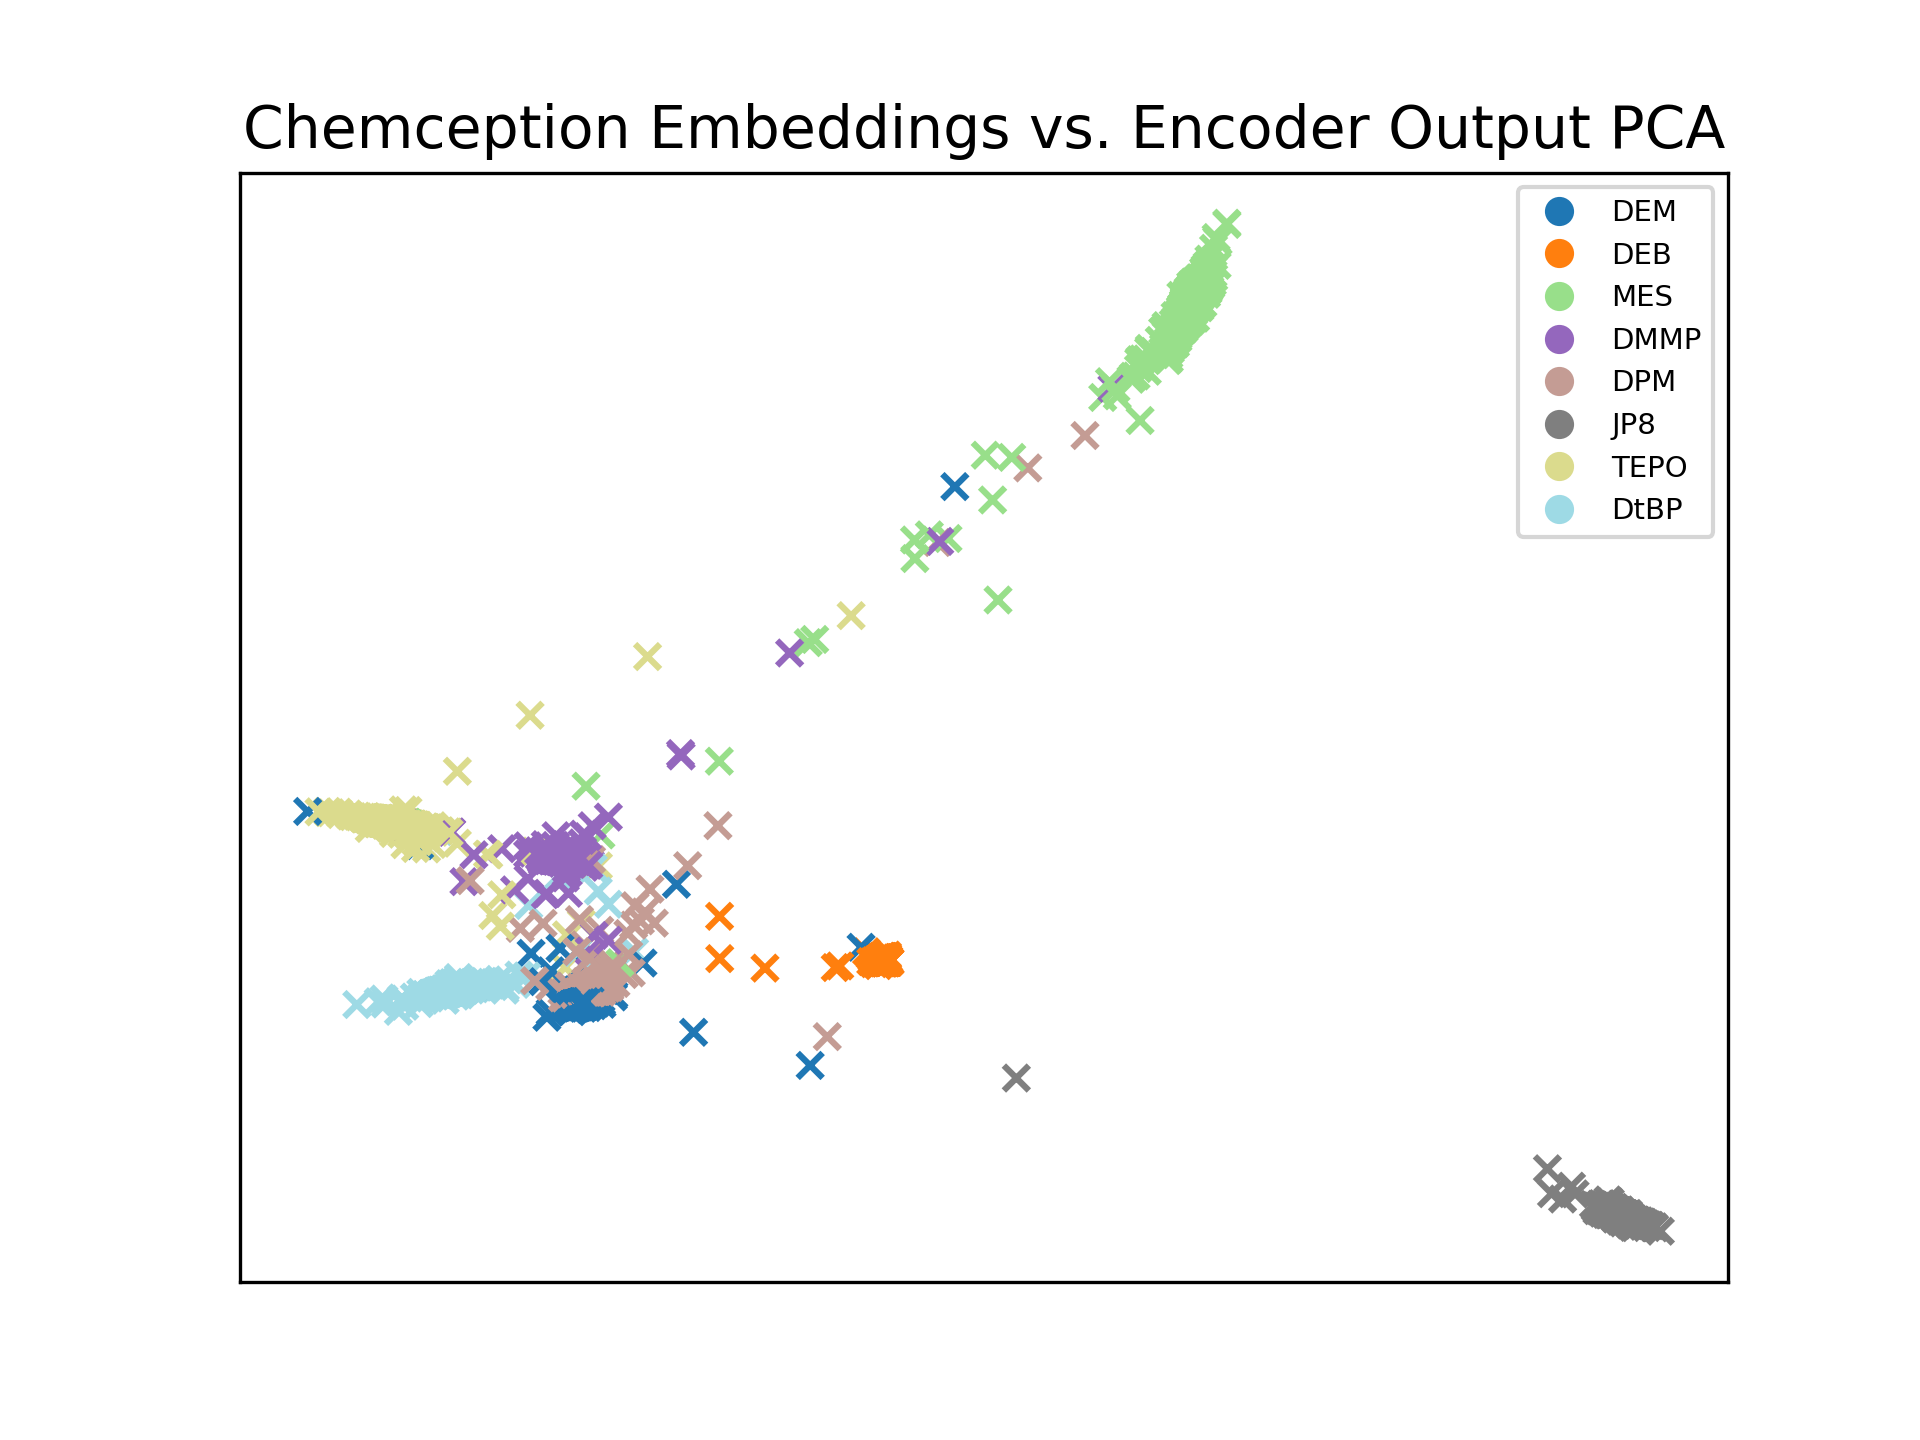 Chemception Embeddings vs. Encoder Output PCA
DEM
DEB
MES
DMMP
DPM
JP8
TEPO
DtBP